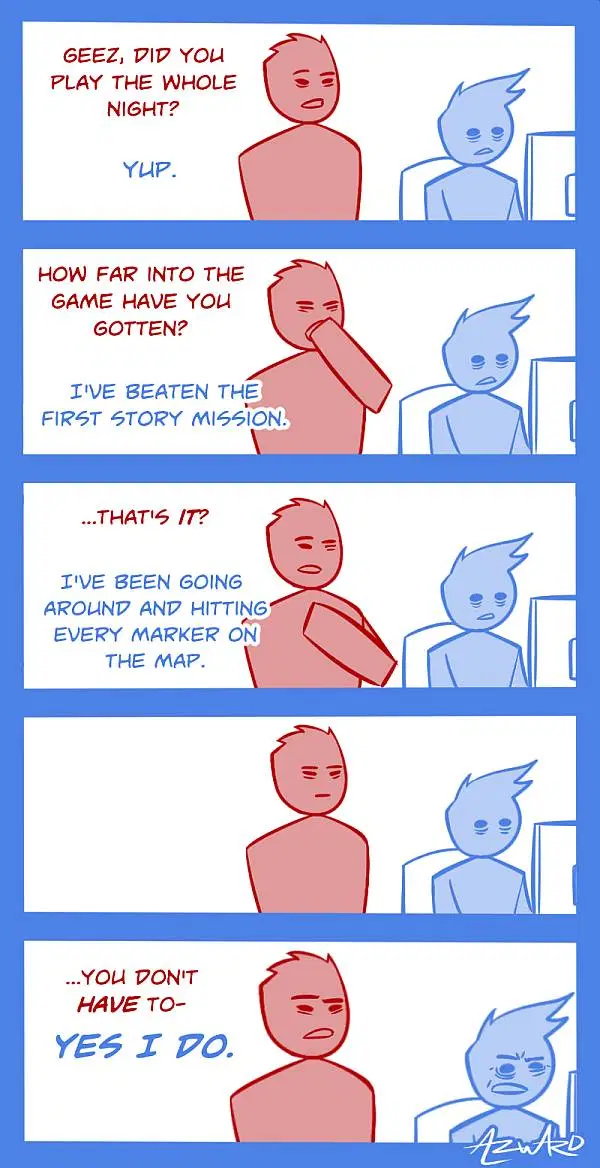 GEEZ, DID YOU
PLAY THE WHOLE
NIGHT?
YUP.
HOW FAR INTO THE
GAME HAVE YOU
GOTTEN?
I'VE BEATEN THE
FIRST STORY MISSION.
...THAT'S IT?
I'VE BEEN GOING
AROUND AND HITTING
EVERY MARKER ON
THE MAP.
...YOU DON'T
HAVE TO-
YES I DO.
AZWARD